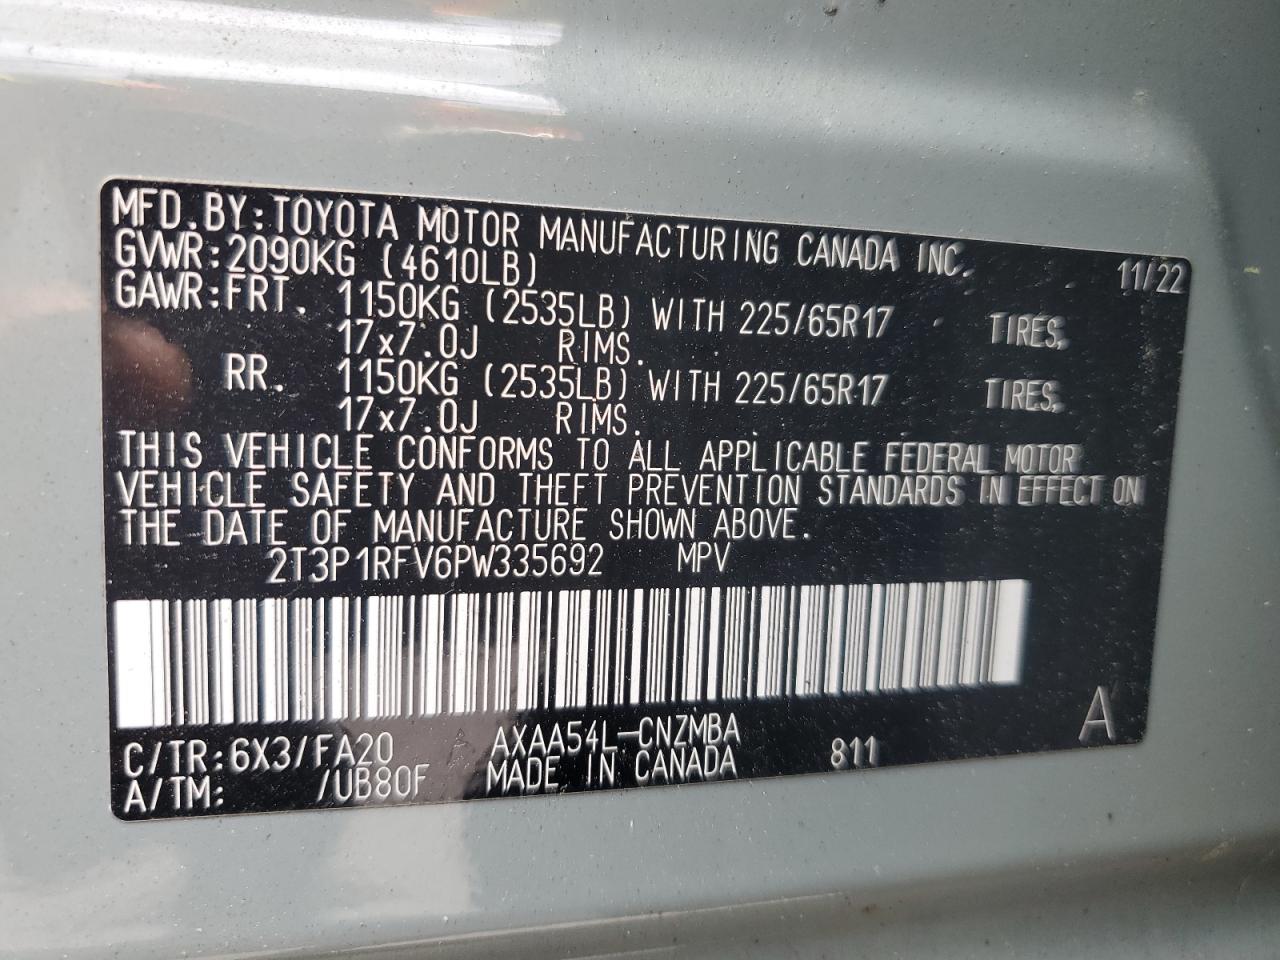 MFD.BY:TOYOTA MOTOR MANUFACTURING CANADA INC. 11/22
GVWR:2090KG (4610LB)
GAWR:FRT. 1150KG (2535LB) WITH 225/65R17 TIRES,
17x7.0J RIMS.
RR. 1150KG (2535LB) WITH 225/65R17 TIRES,
17x7.0J RIMS.
THIS VEHICLE CONFORMS TO ALL APPLICABLE FEDERAL MOTOR
VEHICLE SAFETY AND THEFT PREVENTION STANDARDS IN EFFECT ON
THE DATE OF MANUFACTURE SHOWN ABOVE.
2T3P1RFV6PW335692 MPV
A
C/TR:6X3/FA20 AXAA54L-CNZMBA
A/TM: /UB80F MADE IN CANADA 811